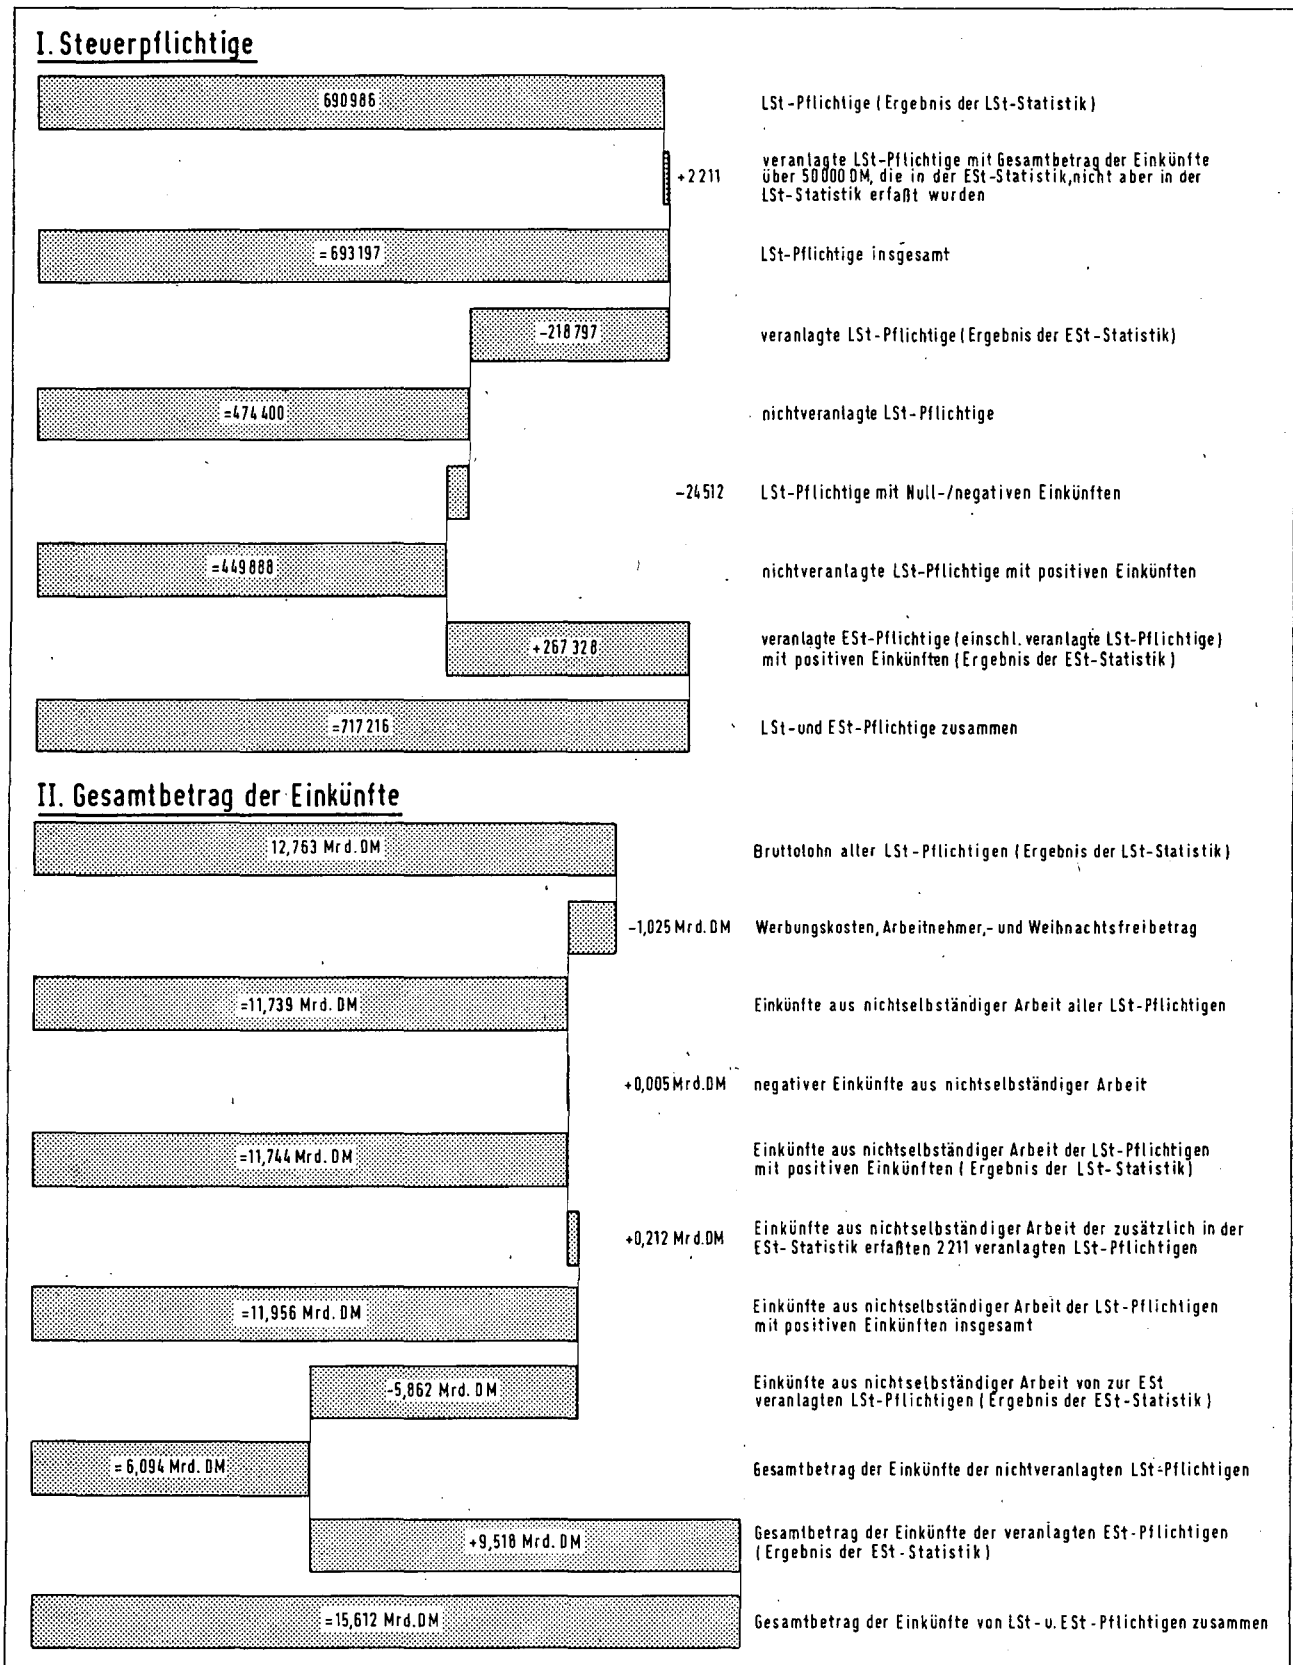 I. Steuerpflichtige
690986
LSt-Pflichtige (Ergebnis der LSt-Statistik)
+2211
veranlagte LSt-Pflichtige mit Gesamtbetrag der Einkünfte
über 50000 DM, die in der ESt-Statistik, nicht aber in der
LSt-Statistik erfaßt wurden
=693197
LSt-Pflichtige insgesamt
-218797
veranlagte LSt-Pflichtige (Ergebnis der ESt-Statistik)
=474400
nichtveranlagte LSt-Pflichtige
-24512
LSt-Pflichtige mit Null-/negativen Einkünften
=449888
nichtveranlagte LSt-Pflichtige mit positiven Einkünften
+267328
veranlagte ESt-Pflichtige (einschl. veranlagte LSt-Pflichtige)
mit positiven Einkünften (Ergebnis der ESt-Statistik)
=717216
LSt-und ESt-Pflichtige zusammen
II. Gesamtbetrag der Einkünfte
12,763 Mrd. DM
Bruttolohn aller LSt-Pflichtigen (Ergebnis der LSt-Statistik)
-1,025 Mrd. DM
Werbungskosten, Arbeitnehmer,- und Weihnachtsfreibetrag
=11,739 Mrd. DM
Einkünfte aus nichtselbständiger Arbeit aller LSt-Pflichtigen
+0,005 Mrd. DM
negativer Einkünfte aus nichtselbständiger Arbeit
=11,744 Mrd. DM
Einkünfte aus nichtselbständiger Arbeit der LSt-Pflichtigen
mit positiven Einkünften (Ergebnis der LSt-Statistik)
+0,212 Mrd. DM
Einkünfte aus nichtselbständiger Arbeit der zusätzlich in der
ESt-Statistik erfaßten 2211 veranlagten LSt-Pflichtigen
=11,956 Mrd. DM
Einkünfte aus nichtselbständiger Arbeit der LSt-Pflichtigen
mit positiven Einkünften insgesamt
-5,862 Mrd. DM
Einkünfte aus nichtselbständiger Arbeit von zur ESt
veranlagten LSt-Pflichtigen (Ergebnis der ESt-Statistik)
= 6,094 Mrd. DM
Gesamtbetrag der Einkünfte der nichtveranlagten LSt-Pflichtigen
+9,518 Mrd. DM
Gesamtbetrag der Einkünfte der veranlagten ESt-Pflichtigen
(Ergebnis der ESt-Statistik)
=15,612 Mrd. DM
Gesamtbetrag der Einkünfte von LSt- u. ESt-Pflichtigen zusammen